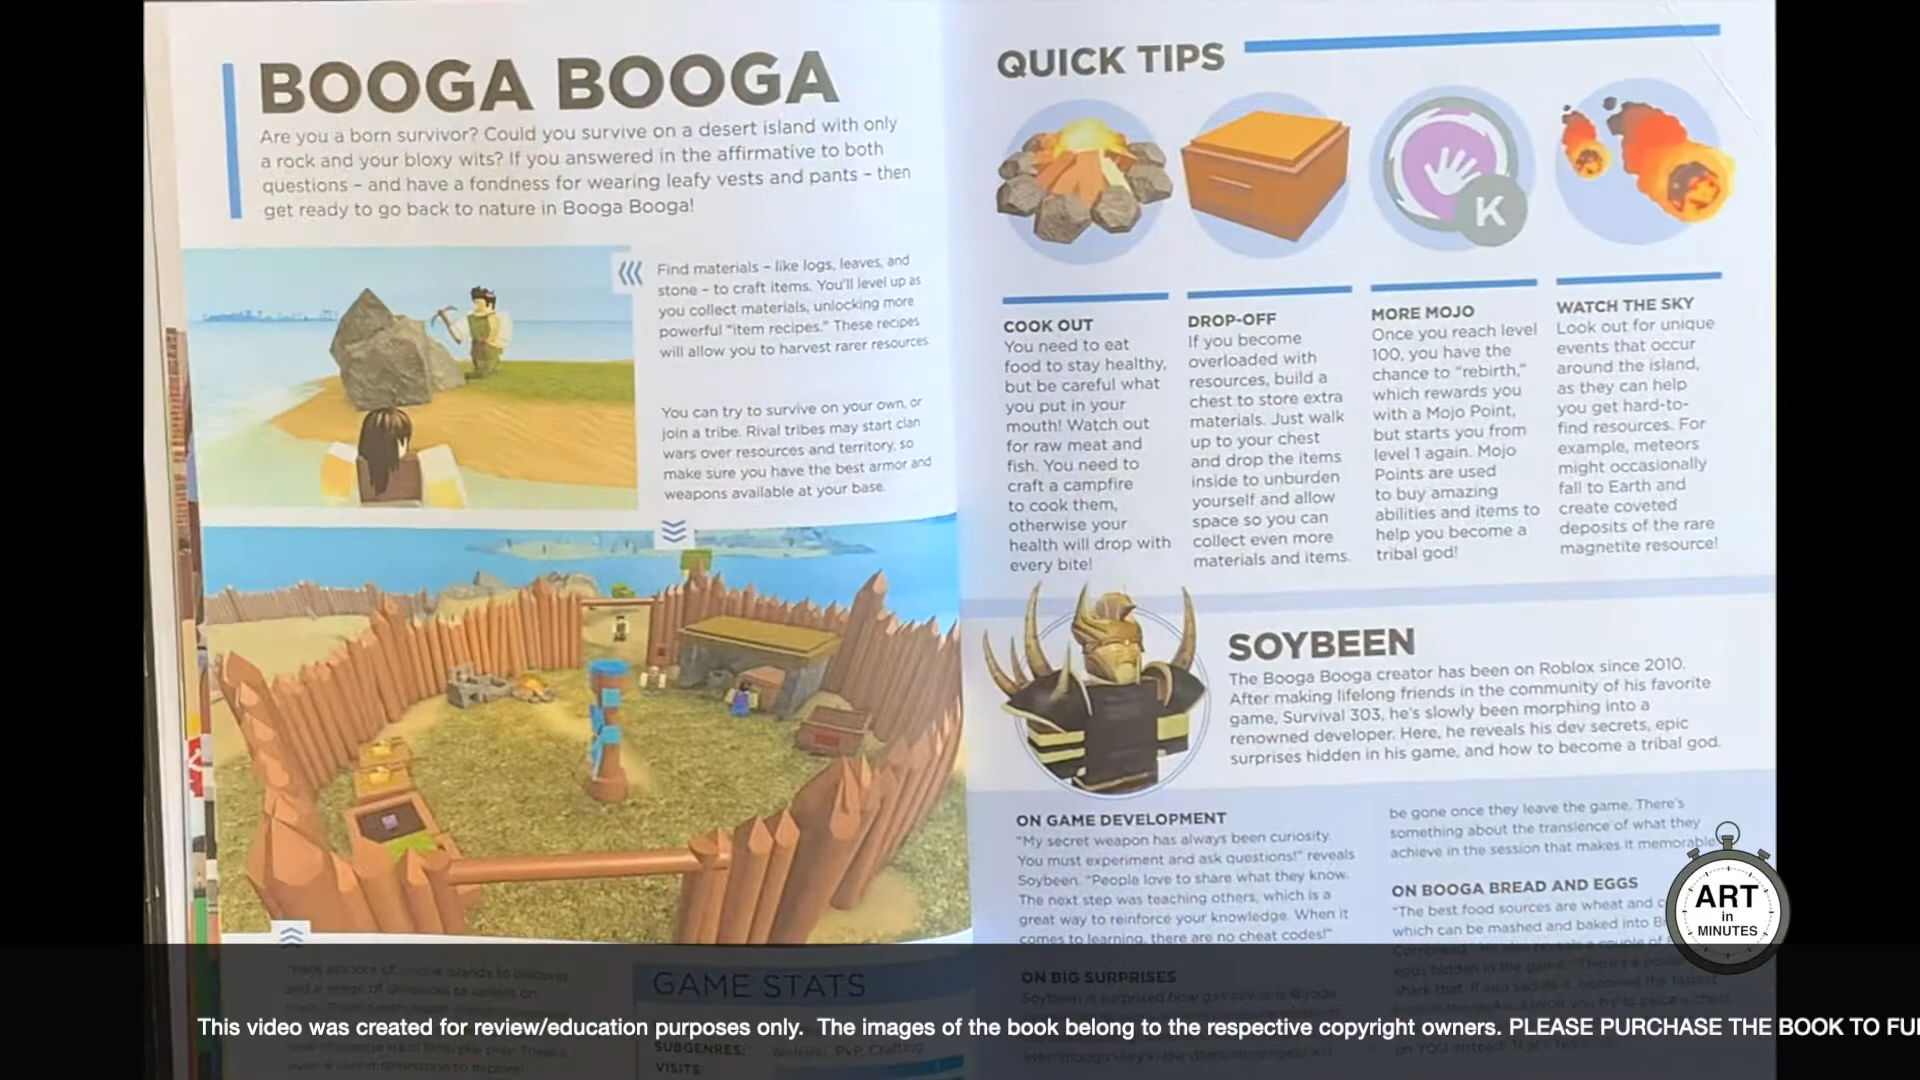 BOOGA BOOGA
Are you a born survivor? Could you survive on a desert island with only
a rock and your bloxy wits? If you answered in the affirmative to both
questions – and have a fondness for wearing leafy vests and pants – then
get ready to go back to nature in Booga Booga!
Find materials – like logs, leaves, and
stone – to craft items. You'll level up as
you collect materials, unlocking more
powerful "item recipes." These recipes
will allow you to harvest rarer resources
You can try to survive on your own, or
join a tribe. Rival tribes may start clan
wars over resources and territory, so
make sure you have the best armor and
weapons available at your base.
GAME STATS
SUBGENRES:
PvP, Crafting
VISITS:
QUICK TIPS
K
COOK OUT
You need to eat
food to stay healthy,
but be careful what
you put in your
mouth! Watch out
for raw meat and
fish. You need to
craft a campfire
to cook them,
otherwise your
health will drop with
every bite!
DROP-OFF
If you become
overloaded with
resources, build a
chest to store extra
materials. Just walk
up to your chest
and drop the items
inside to unburden
yourself and allow
space so you can
collect even more
materials and items.
MORE MOJO
Once you reach level
100, you have the
chance to "rebirth,"
which rewards you
with a Mojo Point,
but starts you from
level 1 again. Mojo
Points are used
to buy amazing
abilities and items to
help you become a
tribal god!
WATCH THE SKY
Look out for unique
events that occur
around the island,
as they can help
you get hard-to-
find resources. For
example, meteors
might occasionally
fall to Earth and
create coveted
deposits of the rare
magnetite resource!
SOYBEEN
The Booga Booga creator has been on Roblox since 2010.
After making lifelong friends in the community of his favorite
game, Survival 303, he's slowly been morphing into a
renowned developer. Here, he reveals his dev secrets, epic
surprises hidden in his game, and how to become a tribal god.
ON GAME DEVELOPMENT
"My secret weapon has always been curiosity.
You must experiment and ask questions!" reveals
Soybeen. "People love to share what they know.
The next step was teaching others, which is a
great way to reinforce your knowledge. When it
comes to learning, there are no cheat codes!"
ON BIG SURPRISES
Soybeen is surprised how
be gone once they leave the game. There's
something about the transience of what they
achieve in the session that makes it memorable
ON BOOGA BREAD AND EGGS
"The best food sources are wheat and
which can be mashed and baked into
eggs hidden in the game. "There's a
ART
in
MINUTES
This video was created for review/education purposes only. The images of the book belong to the respective copyright owners. PLEASE PURCHASE THE BOOK TO